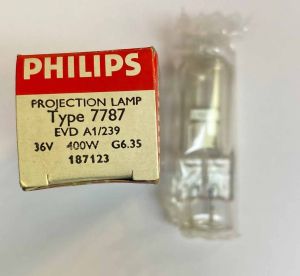 PHILIPS
PROJECTION LAMP
Type 7787
EVD A1/239
36V 400W G6.35
187123